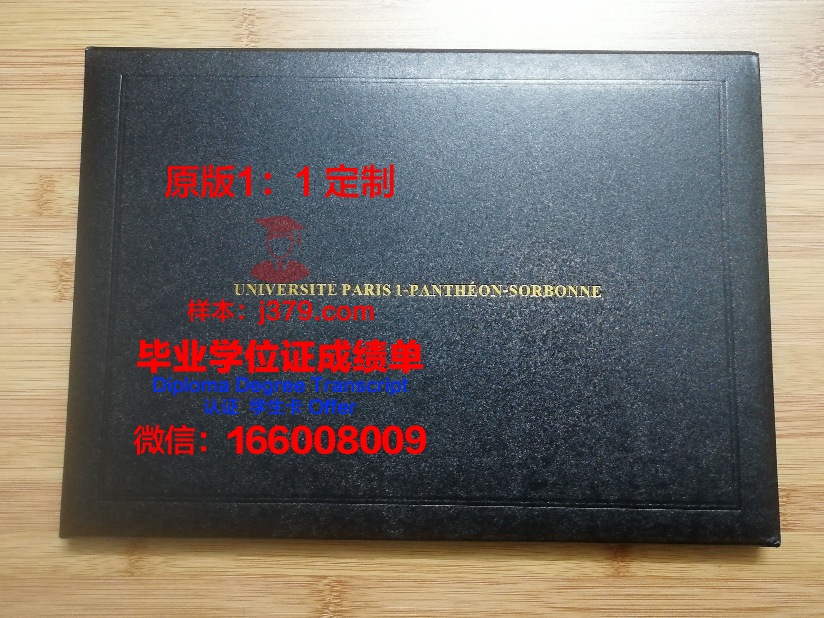 原版1：1 定制
UNIVERSITE PARIS 1-PANTHÉON-SORBONNE
样本：j379.com
毕业学位证成绩单
Diploma Degree Transcript
认证 学生卡 Offer
微信：166008009